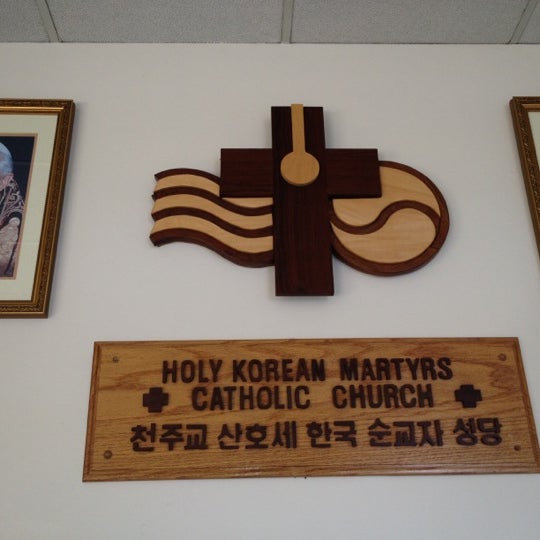 HOLY KOREAN MARTYRS
CATHOLIC CHURCH
천주교 산호세 한국 순교자 성당